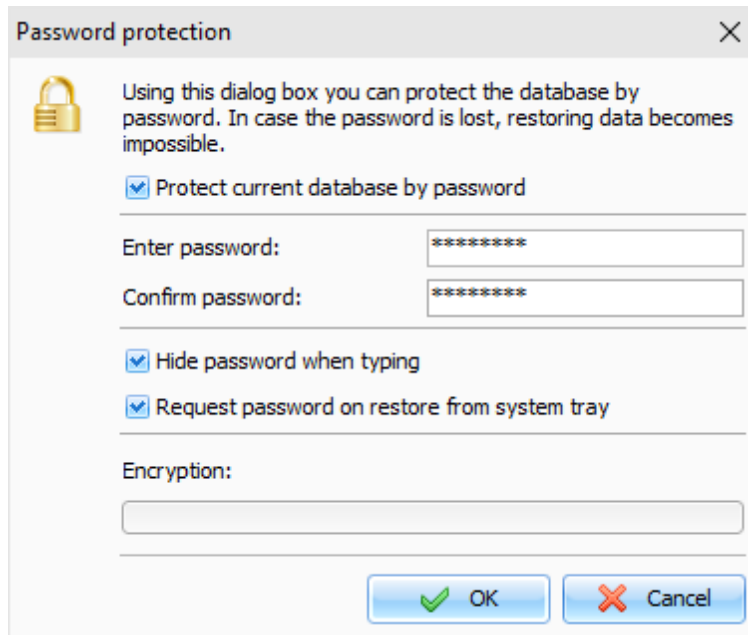 Password protection
Using this dialog box you can protect the database by
password. In case the password is lost, restoring data becomes
impossible.
Protect current database by password
Enter password: ********
Confirm password: ********
Hide password when typing
Request password on restore from system tray
Encryption:
OK Cancel